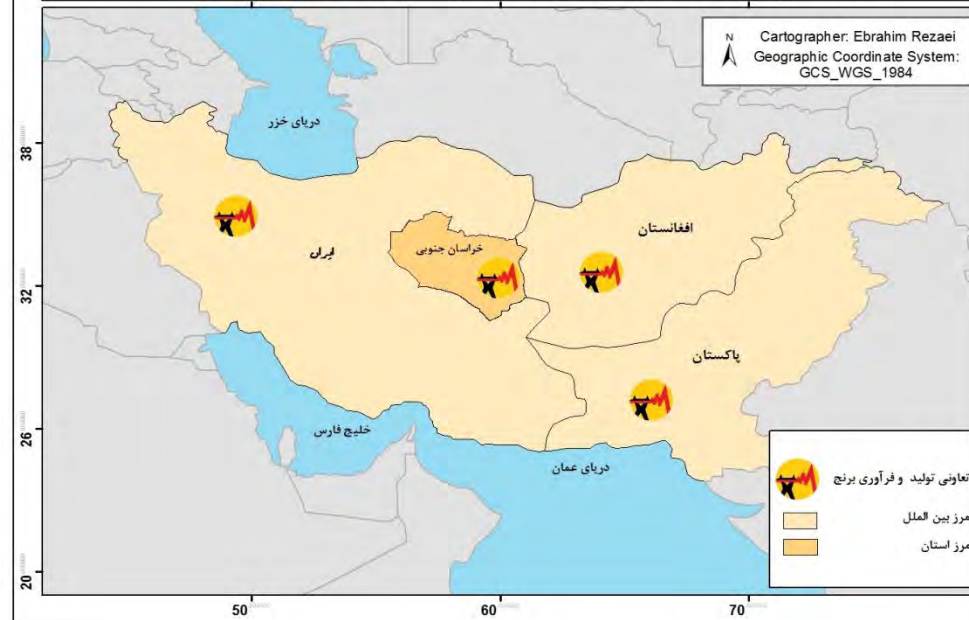 N
Cartographer: Ebrahim Rezaei
Geographic Coordinate System:
GCS_WGS_1984
دریای خزر
ایران
خراسان جنوبی
افغانستان
پاکستان
خلیج فارس
دریای عمان
تعاونی تولید و فرآوری برنج
مرز بین الملل
مرز استان
38
32
26
20
50
60
70